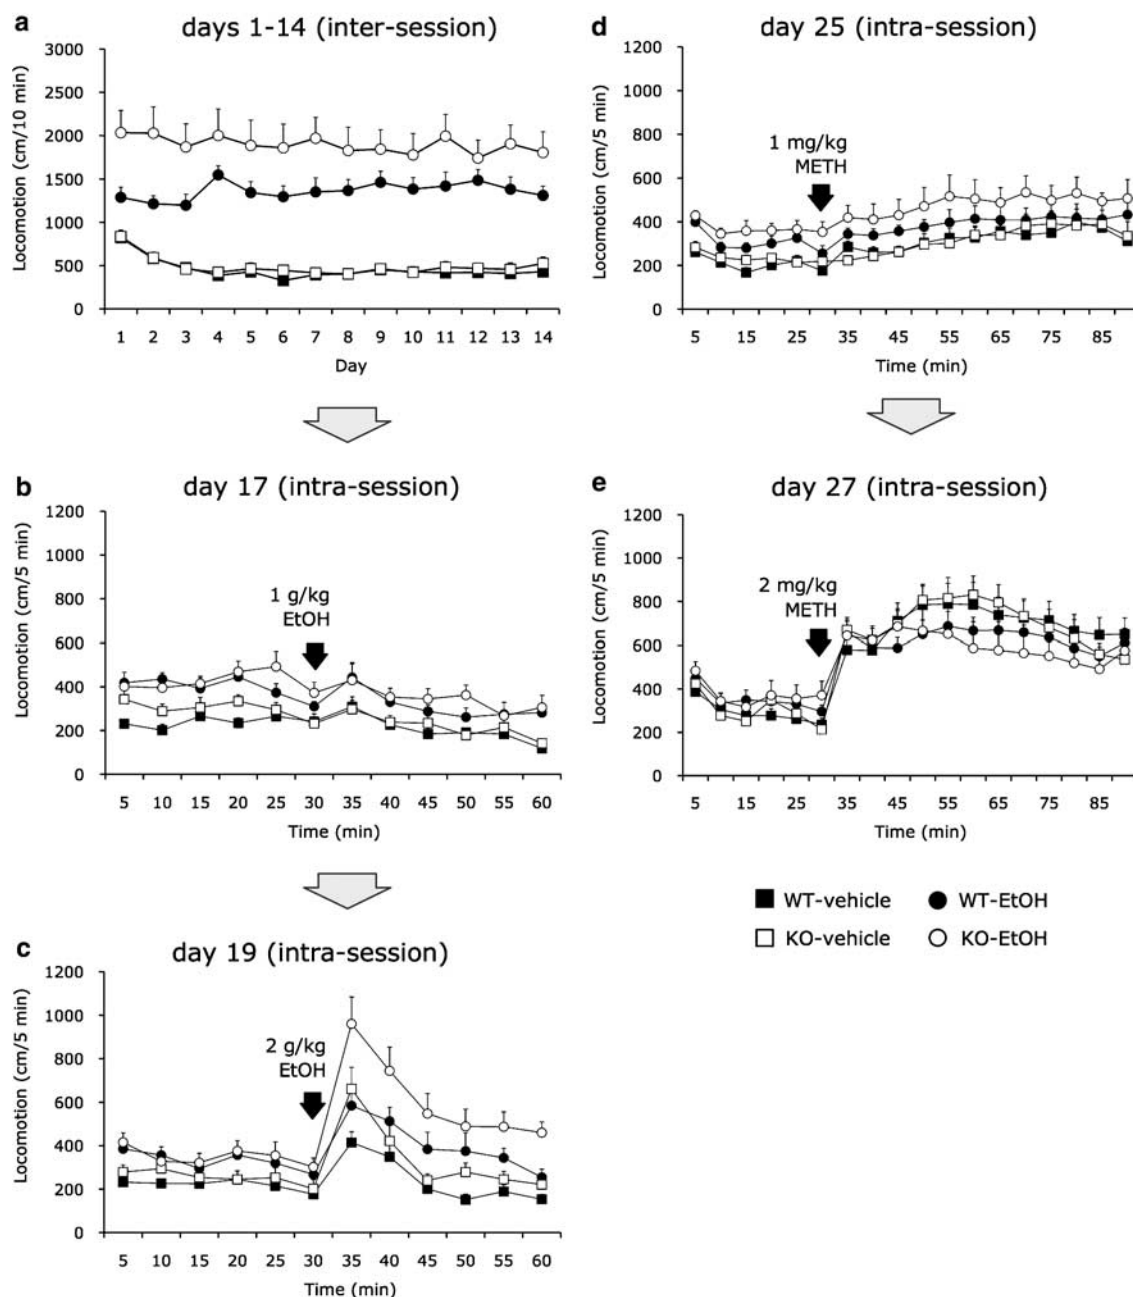 a
days 1-14 (inter-session)
Locomotion (cm/10 min)
3000
2500
2000
1500
1000
500
0
1 2 3 4 5 6 7 8 9 10 11 12 13 14
Day
b
day 17 (intra-session)
Locomotion (cm/5 min)
1200
1000
800
600
400
200
0
1 g/kg
EtOH
5 10 15 20 25 30 35 40 45 50 55 60
Time (min)
c
day 19 (intra-session)
Locomotion (cm/5 min)
1200
1000
800
600
400
200
0
2 g/kg
EtOH
5 10 15 20 25 30 35 40 45 50 55 60
Time (min)
d
day 25 (intra-session)
Locomotion (cm/5 min)
1200
1000
800
600
400
200
0
1 mg/kg
METH
5 15 25 35 45 55 65 75 85
Time (min)
e
day 27 (intra-session)
Locomotion (cm/5 min)
1200
1000
800
600
400
200
0
2 mg/kg
METH
5 15 25 35 45 55 65 75 85
Time (min)
WT-vehicle WT-EtOH
KO-vehicle KO-EtOH